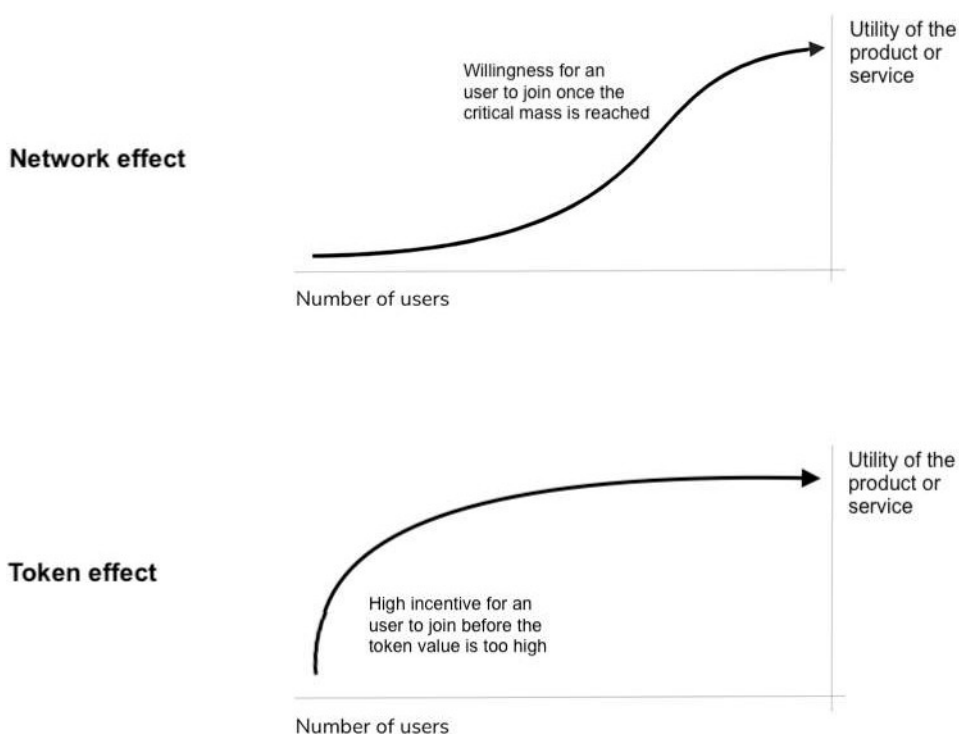 Utility of the
product or
service
Willingness for an
user to join once the
critical mass is reached
Network effect
Number of users
Utility of the
product or
service
Token effect
High incentive for an
user to join before the
token value is too high
Number of users